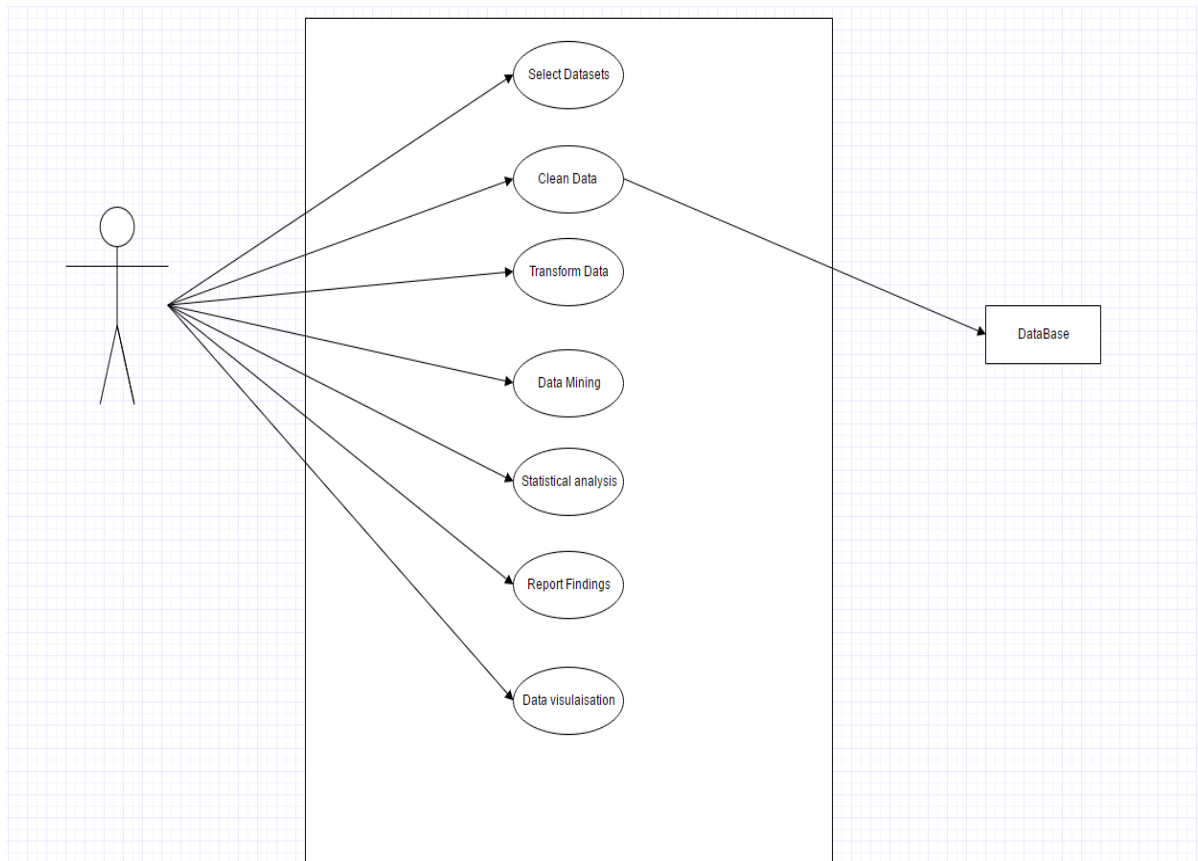 Select Datasets
Clean Data
Transform Data
DataBase
Data Mining
Statistical analysis
Report Findings
Data visulaisation